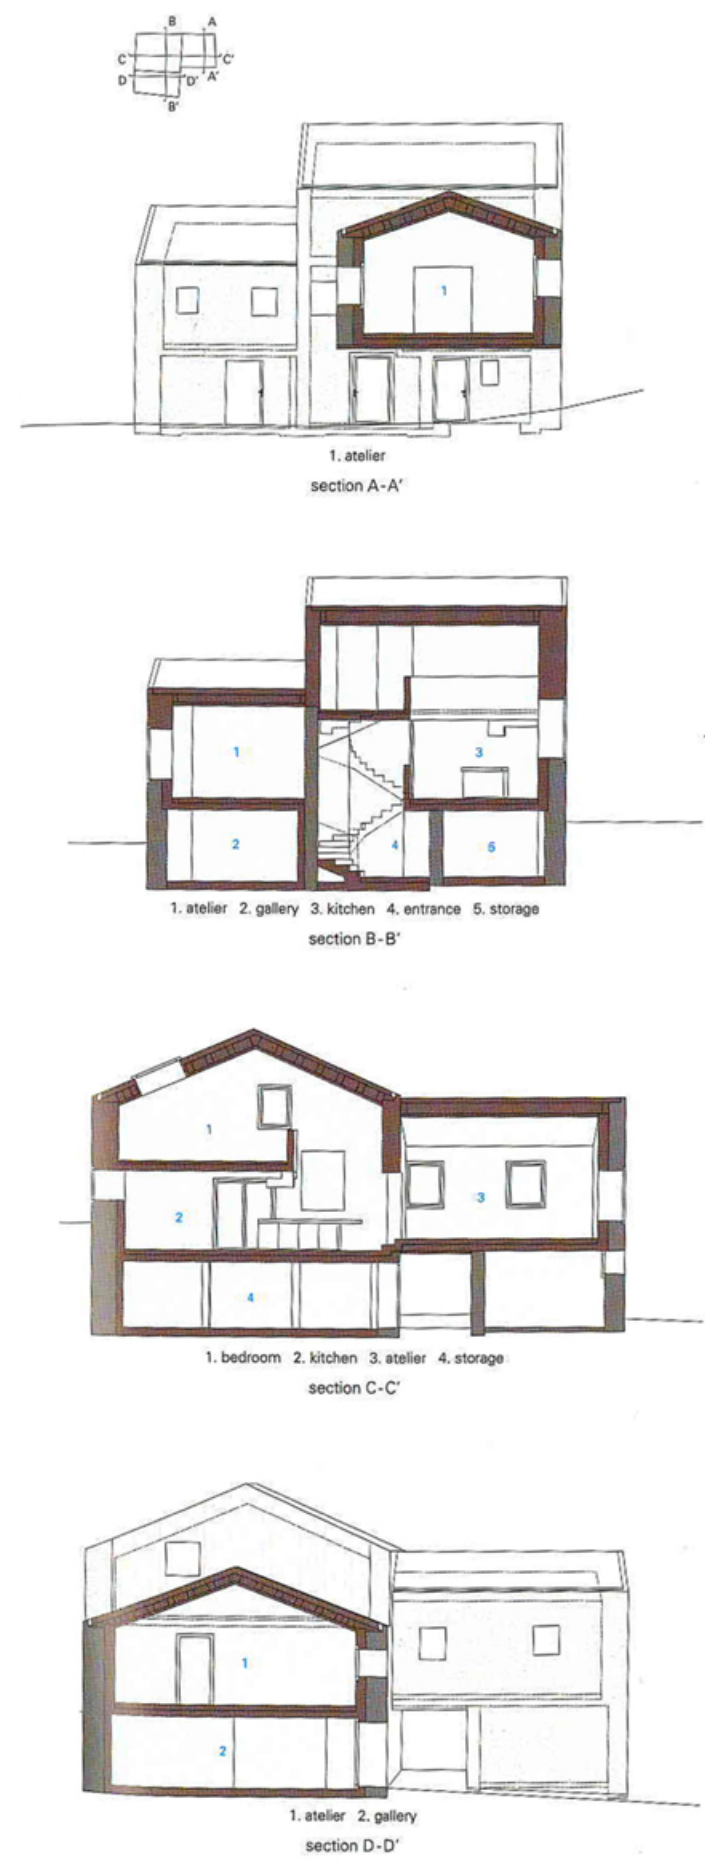 B A
C C'
D D' A'
B'
1
1. atelier
section A-A'
1 3
2 4 5
1. atelier 2. gallery 3. kitchen 4. entrance 5. storage
section B-B'
1
2 3
4
1. bedroom 2. kitchen 3. atelier 4. storage
section C-C'
1
2
1. atelier 2. gallery
section D-D'